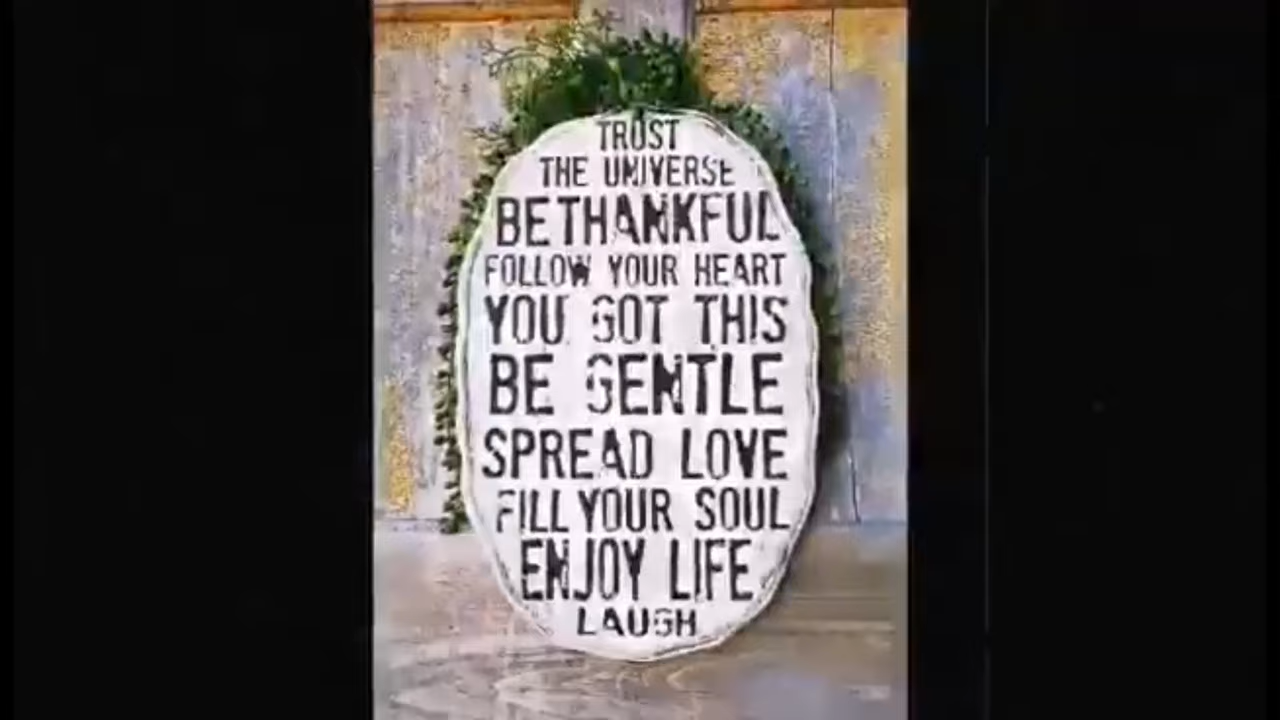 TRUST
THE UNIVERSE
BE THANKFUL
FOLLOW YOUR HEART
YOU GOT THIS
BE GENTLE
SPREAD LOVE
FILL YOUR SOUL
ENJOY LIFE
LAUGH